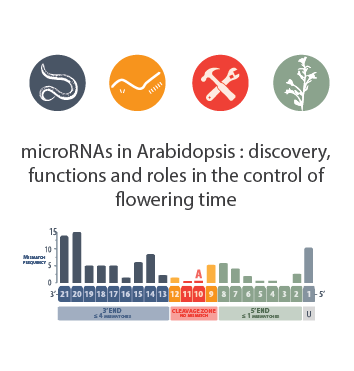 microRNAs in Arabidopsis : discovery,
functions and roles in the control of
flowering time
15
10
5
0
MISMATCH
FREQUENCY
A
3'- 21 20 19 18 17 16 15 14 13 12 11 10 9 8 7 6 5 4 3 2 1 - 5'
3'END
≤ 4 MISMATCHES
CLEAVAGE ZONE
NO MISMATCH
5'END
≤ 1 MISMATCHES
U